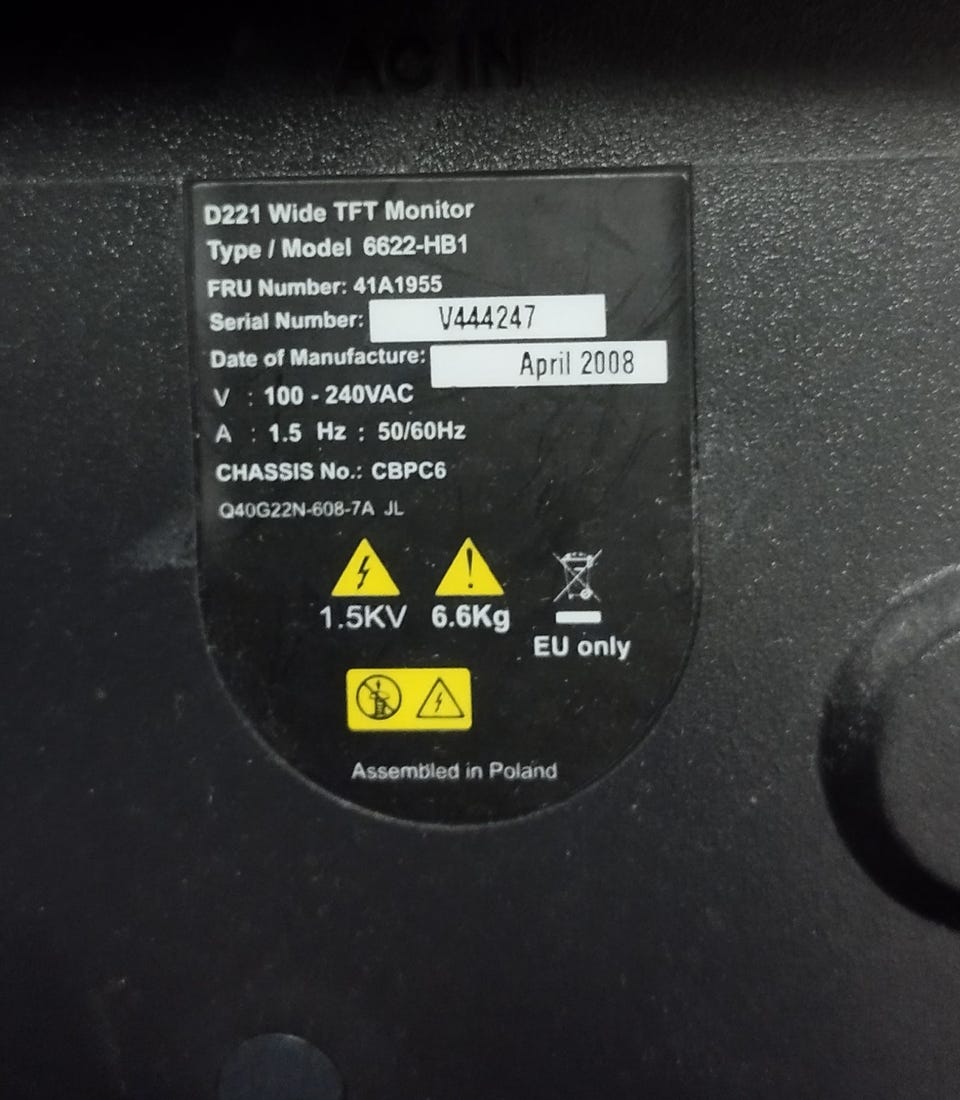 AC IN
D221 Wide TFT Monitor
Type / Model 6622-HB1
FRU Number: 41A1955
Serial Number: V444247
Date of Manufacture: April 2008
V : 100 - 240VAC
A : 1.5 Hz : 50/60Hz
CHASSIS No.: CBPC6
Q40G22N-608-7A JL
1.5KV 6.6Kg
EU only
Assembled in Poland